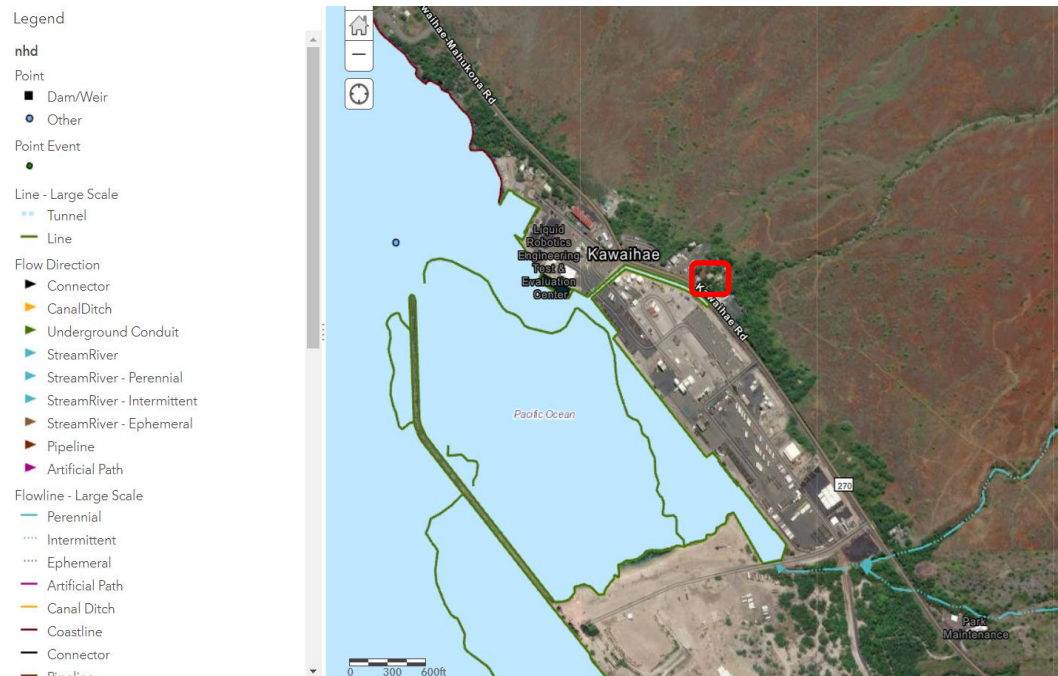 Legend
nhd
Point
Dam/Weir
Other
Point Event
Line - Large Scale
Tunnel
Line
Flow Direction
Connector
CanalDitch
Underground Conduit
StreamRiver
StreamRiver - Perennial
StreamRiver - Intermittent
StreamRiver - Ephemeral
Pipeline
Artificial Path
Flowline - Large Scale
Perennial
Intermittent
Ephemeral
Artificial Path
Canal Ditch
Coastline
Connector
Pipeline
Kawaihae-Mahukona Rd
Liquid
Robotics
Engineering
Test &
Evaluation
Center
Kawaihae
Kawaihae Rd
Pacific Ocean
270
Park
Maintenance
0 300 600ft